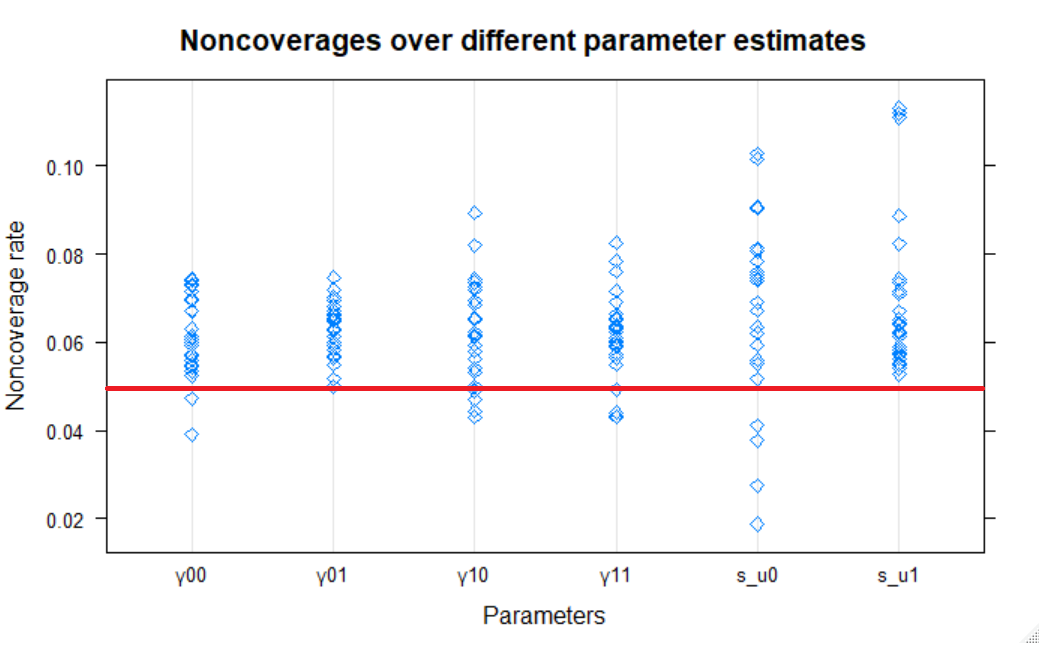 Noncoverages over different parameter estimates
0.10
0.08
0.06
0.04
0.02
Noncoverage rate
γ00 γ01 γ10 γ11 s_u0 s_u1
Parameters